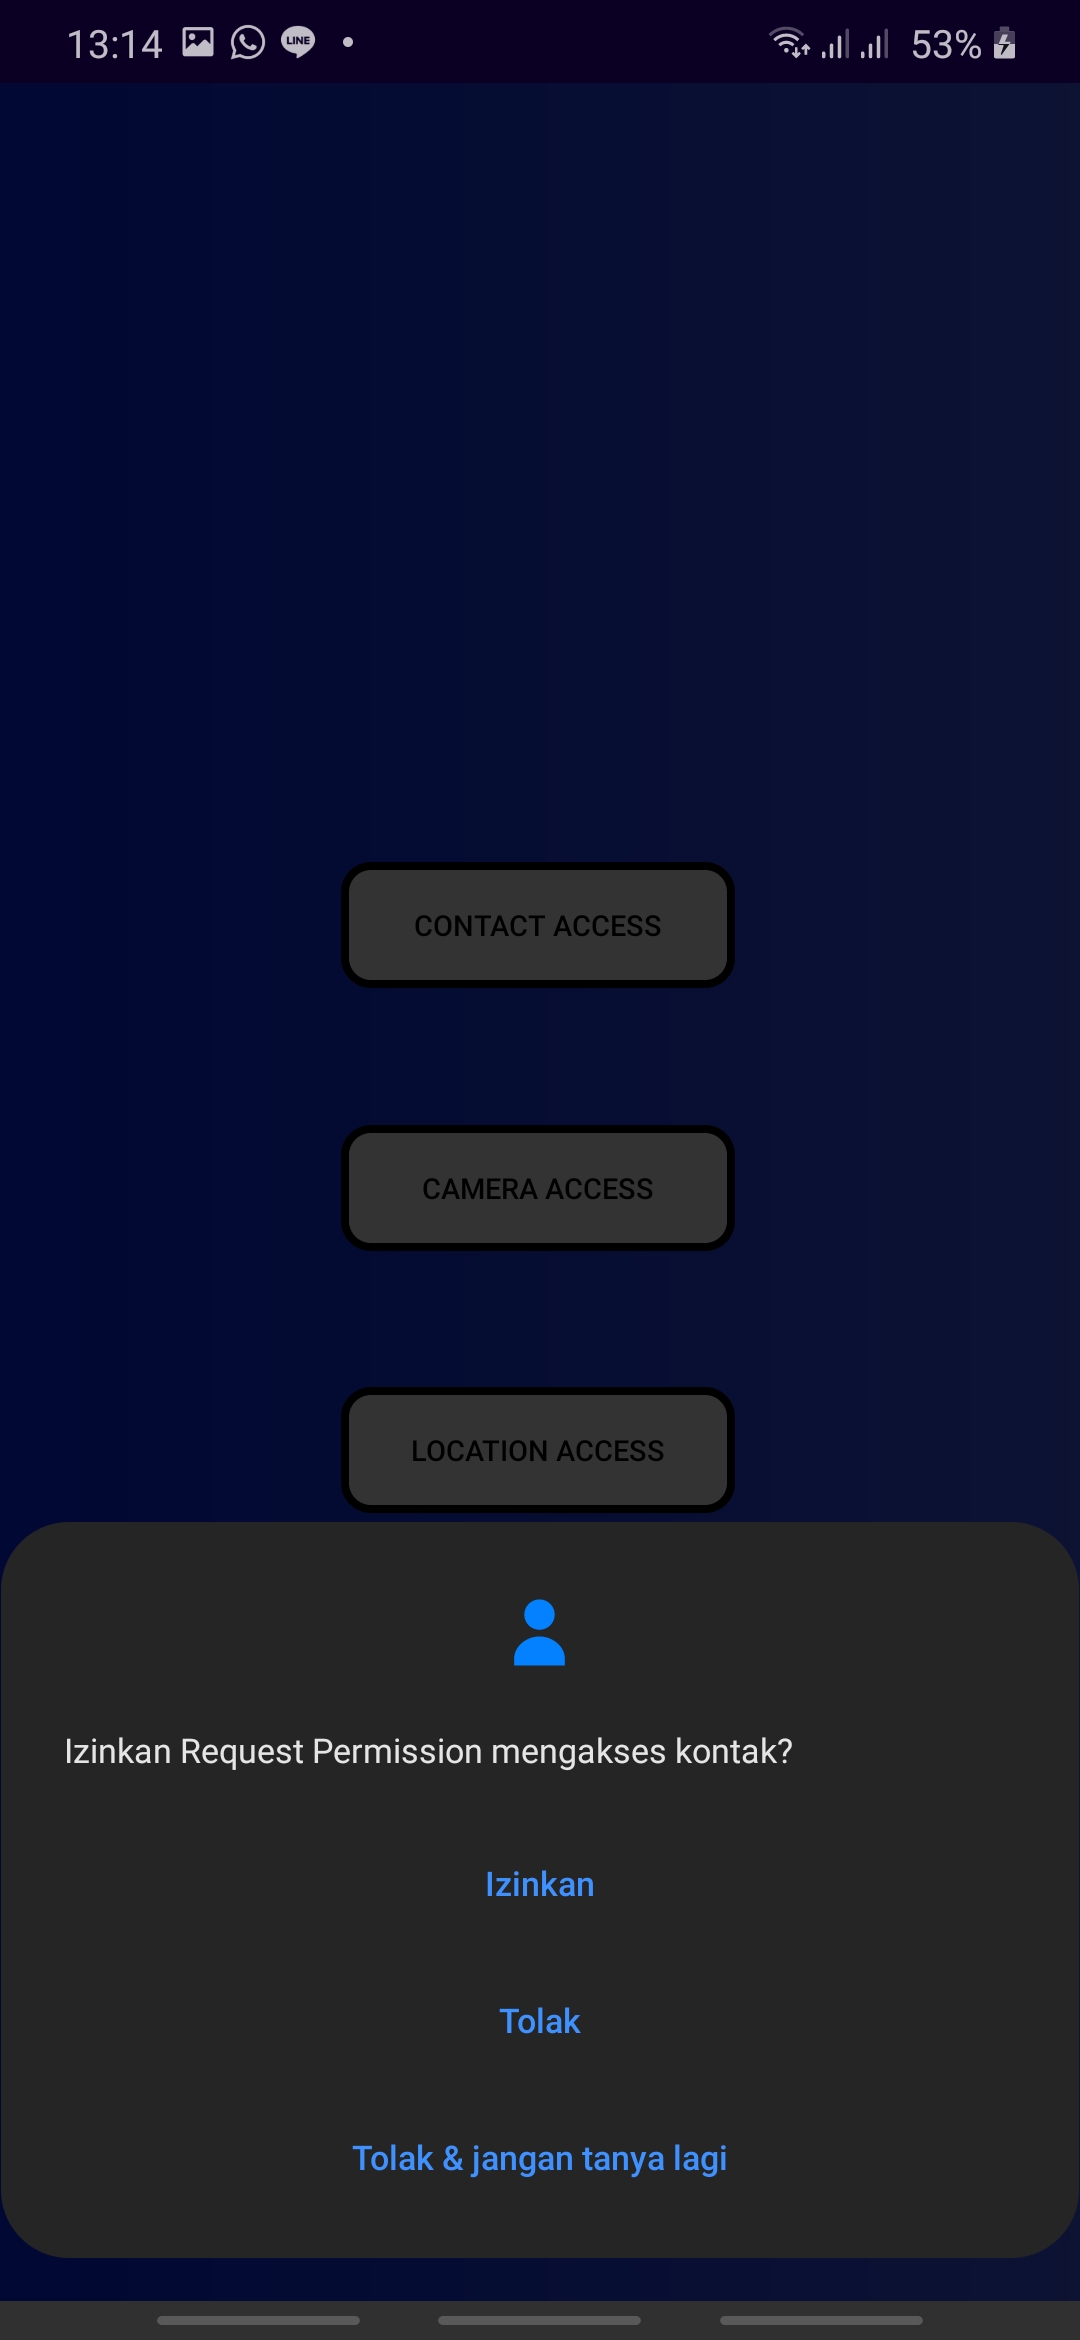 13:14 LINE 53%
CONTACT ACCESS
CAMERA ACCESS
LOCATION ACCESS
Izinkan Request Permission mengakses kontak?
Izinkan
Tolak
Tolak & jangan tanya lagi